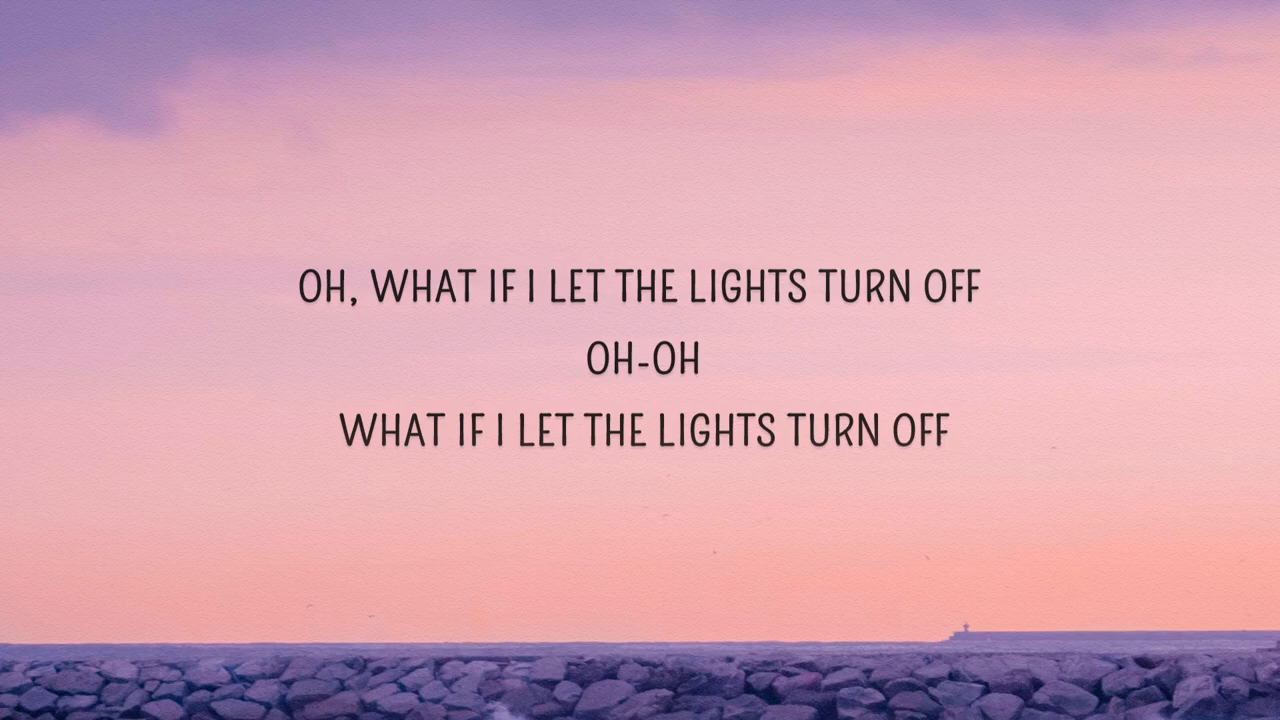 OH, WHAT IF I LET THE LIGHTS TURN OFF
OH-OH
WHAT IF I LET THE LIGHTS TURN OFF